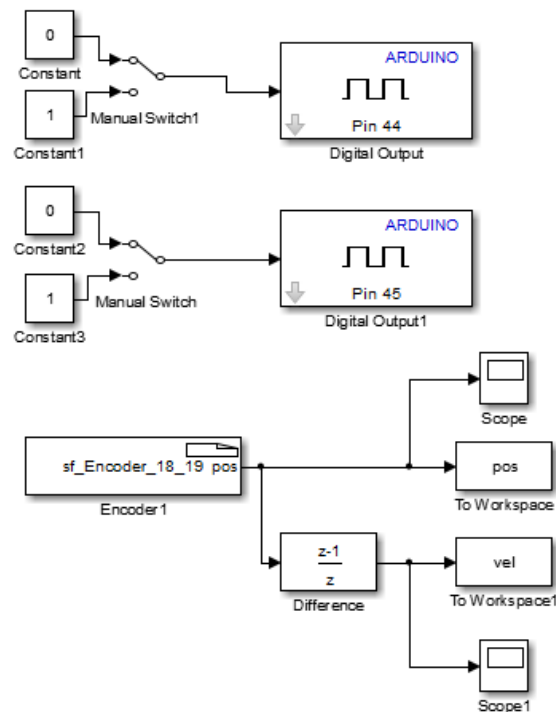 0
Constant
1
Constant1
Manual Switch1
ARDUINO
Pin 44
Digital Output
0
Constant2
1
Constant3
Manual Switch
ARDUINO
Pin 45
Digital Output1
Scope
sf_Encoder_18_19 pos
Encoder1
pos
To Workspace
z-1
z
Difference
vel
To Workspace1
Scope1